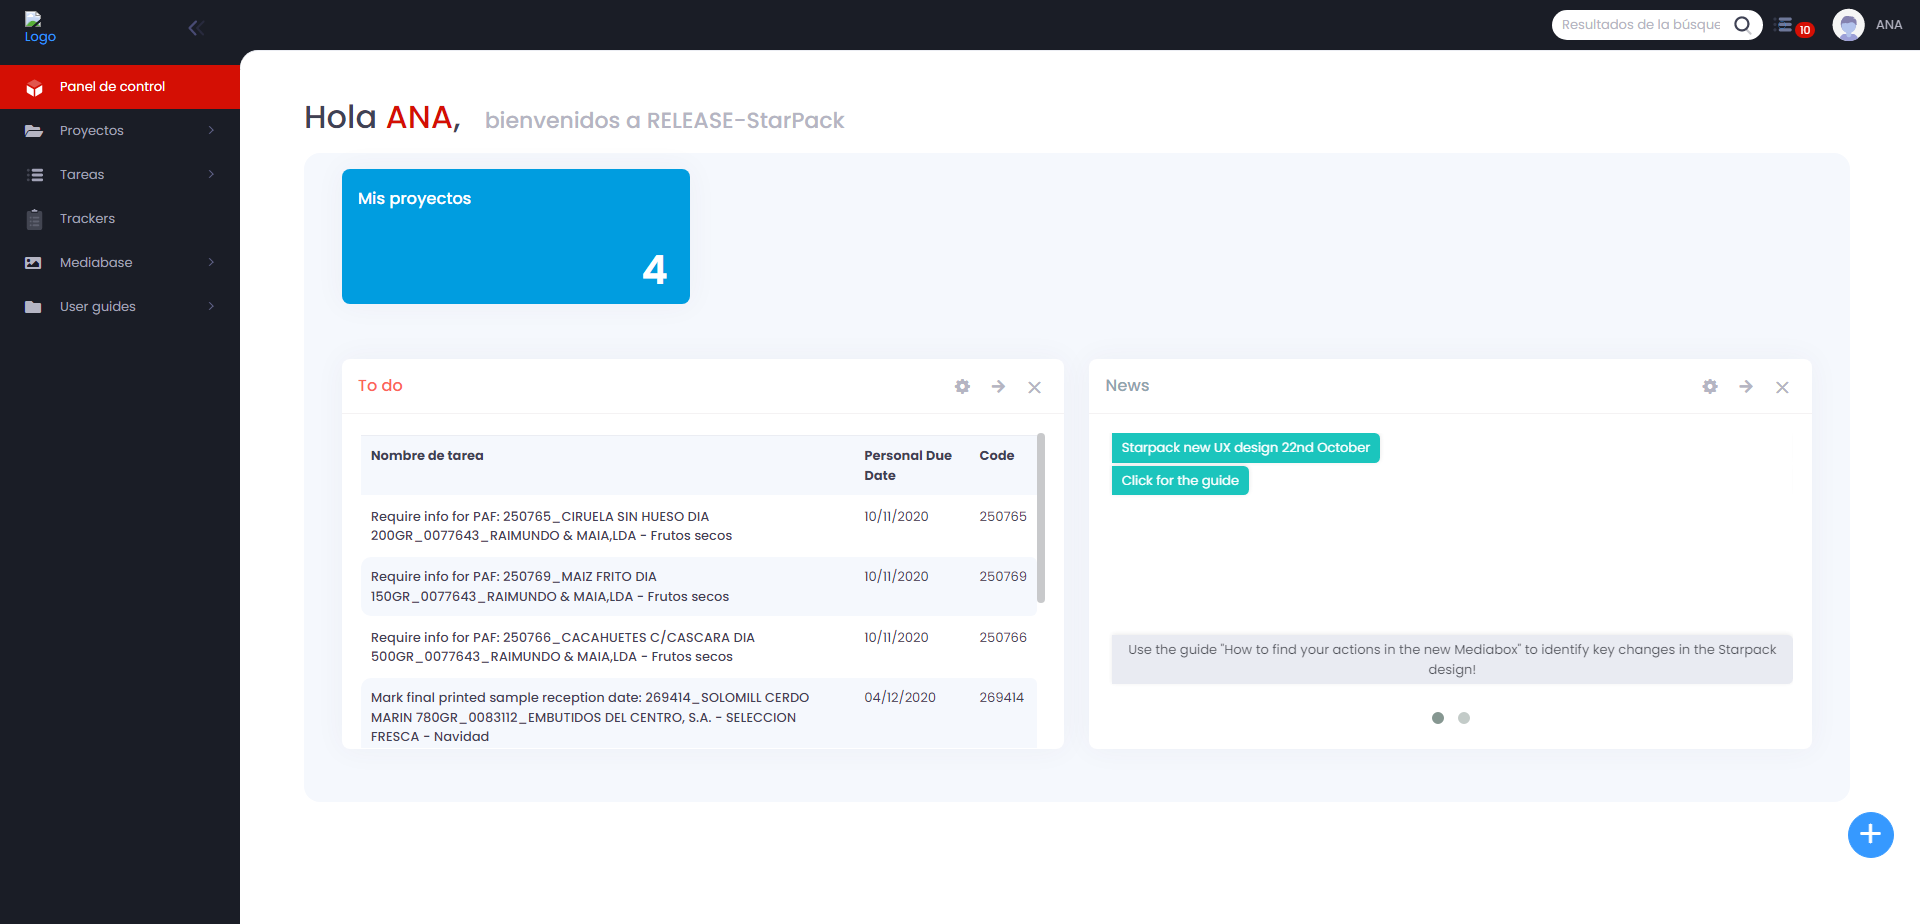 Logo
Resultados de la búsque
10
ANA
Panel de control
Proyectos
Tareas
Trackers
Mediabase
User guides
Hola ANA, bienvenidos a RELEASE-StarPack
Mis proyectos
4
To do
Nombre de tarea
Personal Due
Date
Code
Require info for PAF: 250765_CIRUELA SIN HUESO DIA
200GR_0077643_RAIMUNDO & MAIA,LDA - Frutos secos
10/11/2020
250765
Require info for PAF: 250769_MAIZ FRITO DIA
150GR_0077643_RAIMUNDO & MAIA,LDA - Frutos secos
10/11/2020
250769
Require info for PAF: 250766_CACAHUETES C/CASCARA DIA
500GR_0077643_RAIMUNDO & MAIA,LDA - Frutos secos
10/11/2020
250766
Mark final printed sample reception date: 269414_SOLOMILL CERDO
MARIN 780GR_0083112_EMBUTIDOS DEL CENTRO, S.A. - SELECCION
FRESCA - Navidad
04/12/2020
269414
News
Starpack new UX design 22nd October
Click for the guide
Use the guide "How to find your actions in the new Mediabox" to identify key changes in the Starpack
design!